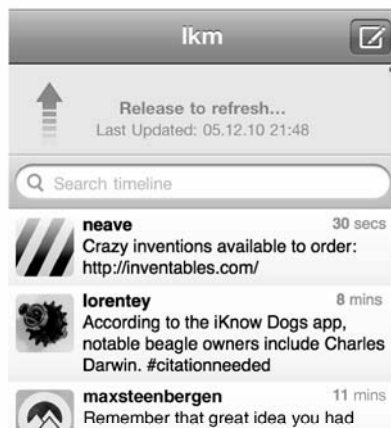 lkm
Release to refresh...
Last Updated: 05.12.10 21:48
Search timeline
neave 30 secs
Crazy inventions available to order:
http://inventables.com/
lorentey 8 mins
According to the iKnow Dogs app,
notable beagle owners include Charles
Darwin. #citationneeded
maxsteenbergen 11 mins
Remember that great idea you had